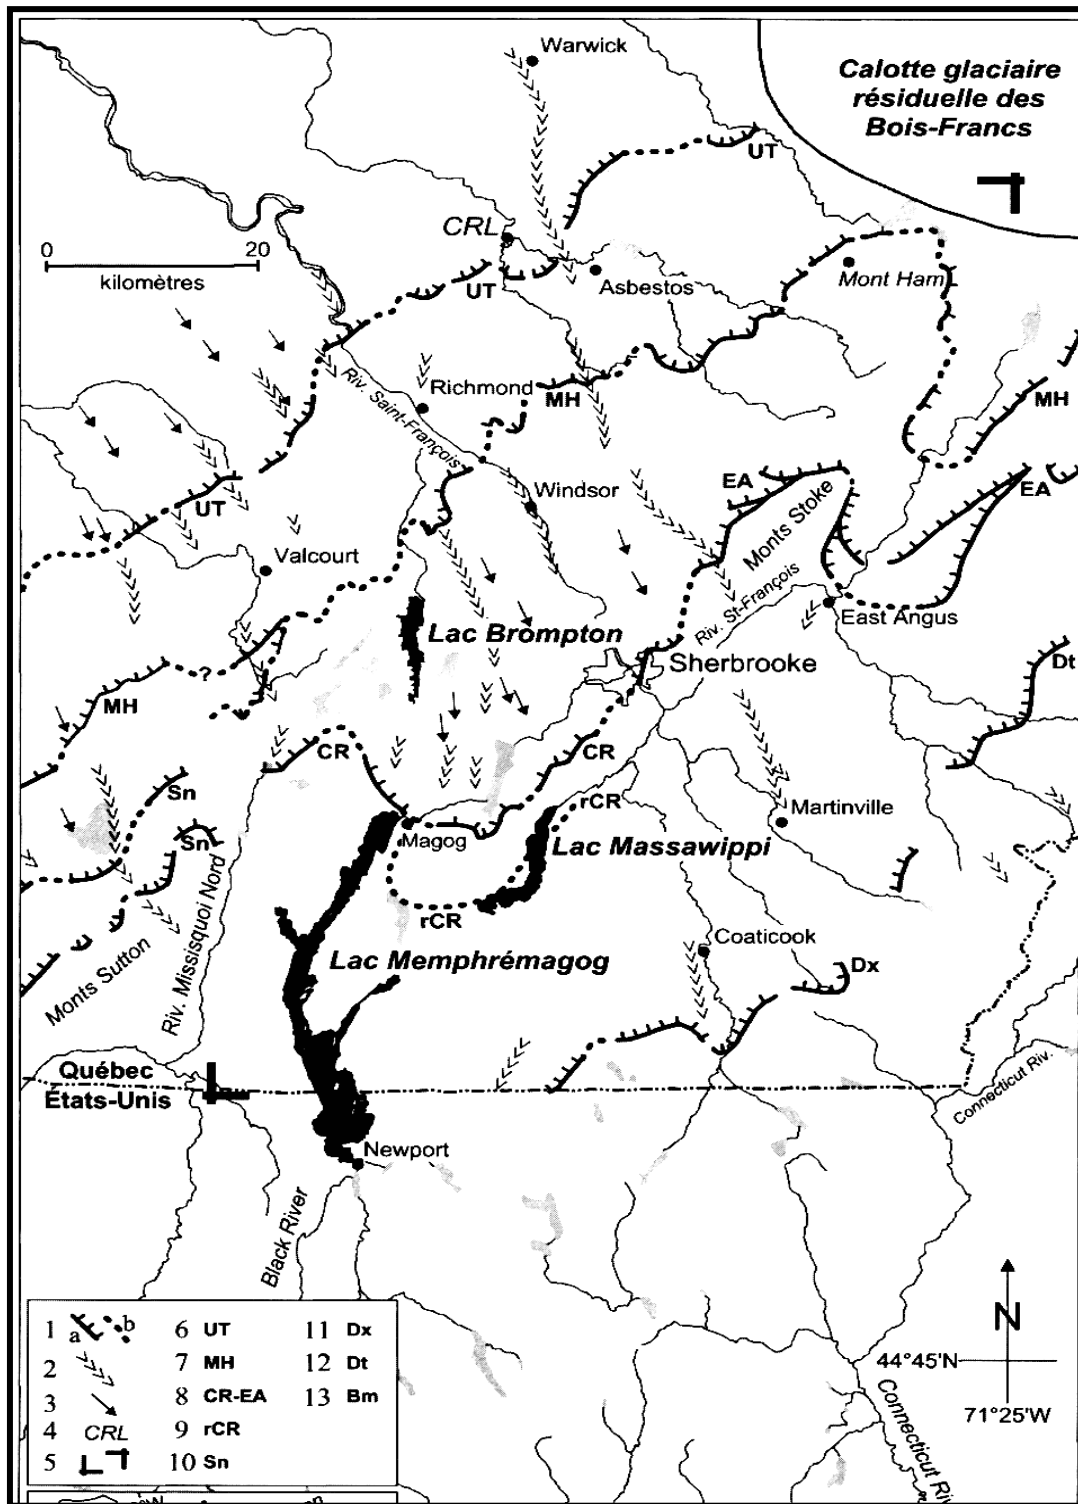 Warwick
Calotte glaciaire
résiduelle des
Bois-Francs
UT
CRL
0 20
kilomètres
UT
Asbestos
Mont Ham
Riv. Saint-François
Richmond
MH
MH
EA
EA
Windsor
Monts Stoke
UT
Valcourt
Riv. St-François
East Angus
Lac Brompton
Sherbrooke
Dt
?
MH
CR
CR
Sn
rCR
Martinville
Magog
Sn
Lac Massawippi
Riv. Missisquoi Nord
rCR
Coaticook
Lac Memphrémagog
Dx
Monts Sutton
Québec
États-Unis
Connecticut Riv.
Newport
Black River
N
44°45'N
71°25'W
Connecticut Riv
1 a b 6 UT 11 Dx
2 7 MH 12 Dt
3 8 CR-EA 13 Bm
4 CRL 9 rCR
5 10 Sn